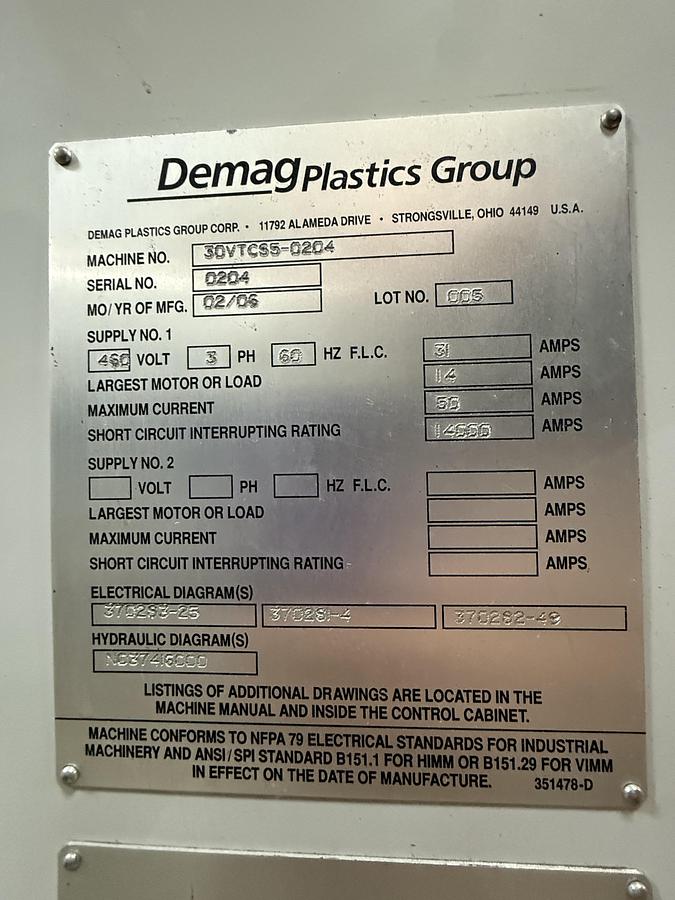 Demag Plastics Group
DEMAG PLASTICS GROUP CORP. • 11792 ALAMEDA DRIVE • STRONGSVILLE, OHIO 44149 U.S.A.
MACHINE NO. 30VTCS5-0204
SERIAL NO. 0204
MO/YR OF MFG. 02/06 LOT NO. 005
SUPPLY NO. 1
460 VOLT 3 PH 60 HZ F.L.C. 31 AMPS
LARGEST MOTOR OR LOAD 14 AMPS
MAXIMUM CURRENT 50 AMPS
SHORT CIRCUIT INTERRUPTING RATING 14000 AMPS
SUPPLY NO. 2
VOLT PH HZ F.L.C. AMPS
LARGEST MOTOR OR LOAD AMPS
MAXIMUM CURRENT AMPS
SHORT CIRCUIT INTERRUPTING RATING AMPS
ELECTRICAL DIAGRAM(S)
HYDRAULIC DIAGRAM(S)
LISTINGS OF ADDITIONAL DRAWINGS ARE LOCATED IN THE
MACHINE MANUAL AND INSIDE THE CONTROL CABINET.
MACHINE CONFORMS TO NFPA 79 ELECTRICAL STANDARDS FOR INDUSTRIAL
MACHINERY AND ANSI/SPI STANDARD B151.1 FOR HIMM OR B151.29 FOR VIMM
IN EFFECT ON THE DATE OF MANUFACTURE. 351478-D